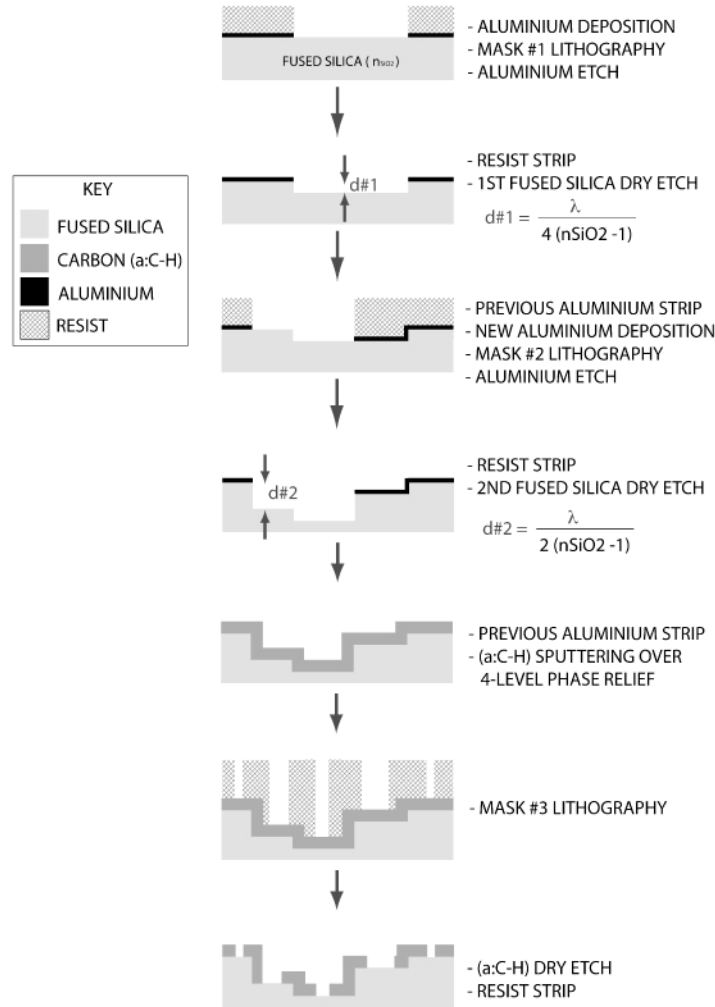 - ALUMINIUM DEPOSITION
- MASK #1 LITHOGRAPHY
- ALUMINIUM ETCH
FUSED SILICA ( nSiO2 )
- RESIST STRIP
- 1ST FUSED SILICA DRY ETCH
d#1
d#1 = λ
4 (nSiO2 -1)
KEY
FUSED SILICA
CARBON (a:C-H)
ALUMINIUM
RESIST
- PREVIOUS ALUMINIUM STRIP
- NEW ALUMINIUM DEPOSITION
- MASK #2 LITHOGRAPHY
- ALUMINIUM ETCH
- RESIST STRIP
- 2ND FUSED SILICA DRY ETCH
d#2
d#2 = λ
2 (nSiO2 -1)
- PREVIOUS ALUMINIUM STRIP
- (a:C-H) SPUTTERING OVER
4-LEVEL PHASE RELIEF
- MASK #3 LITHOGRAPHY
- (a:C-H) DRY ETCH
- RESIST STRIP